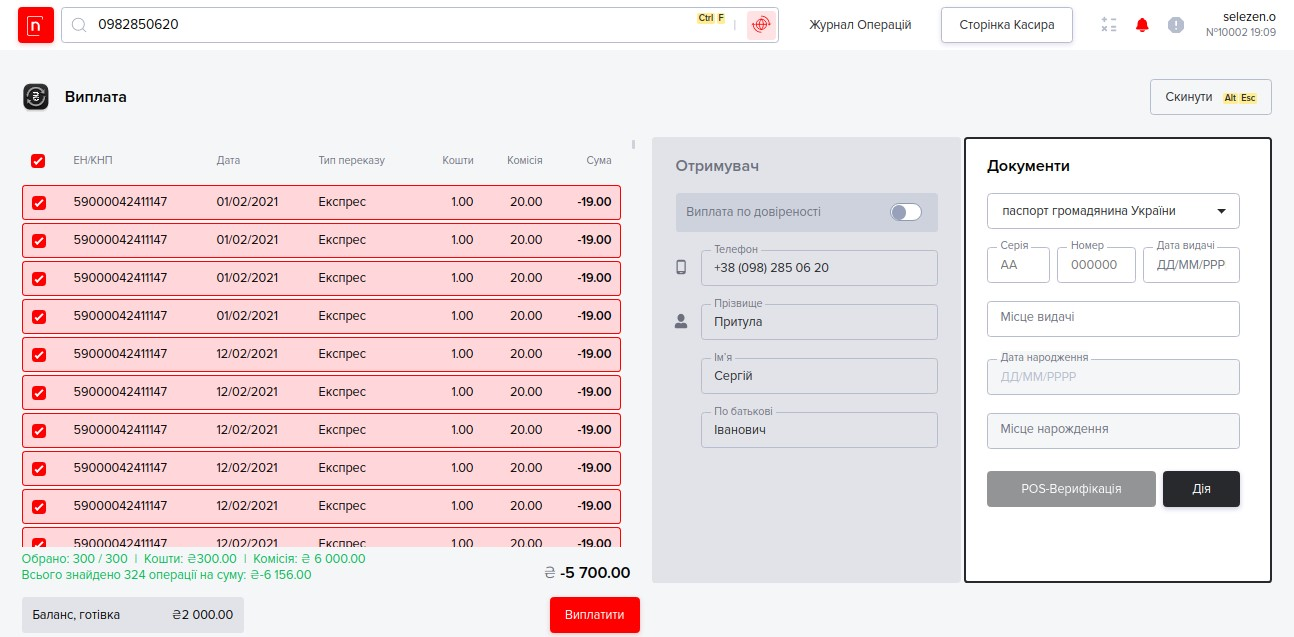 n
0982850620
Ctrl F
Журнал Операцій
Сторінка Касира
selezen.o
№10002 19:09
Виплата
Скинути Alt Esc
ЕН/КНП Дата Тип переказу Кошти Комісія Сума
59000042411147 01/02/2021 Експрес 1.00 20.00 -19.00
59000042411147 01/02/2021 Експрес 1.00 20.00 -19.00
59000042411147 01/02/2021 Експрес 1.00 20.00 -19.00
59000042411147 01/02/2021 Експрес 1.00 20.00 -19.00
59000042411147 12/02/2021 Експрес 1.00 20.00 -19.00
59000042411147 12/02/2021 Експрес 1.00 20.00 -19.00
59000042411147 12/02/2021 Експрес 1.00 20.00 -19.00
59000042411147 12/02/2021 Експрес 1.00 20.00 -19.00
59000042411147 12/02/2021 Експрес 1.00 20.00 -19.00
59000042411147 12/02/2021 Експрес 1.00 20.00 -19.00
Обрано: 300 / 300 | Кошти: ₴300.00 | Комісія: ₴ 6 000.00
Всього знайдено 324 операції на суму: ₴-6 156.00
₴ -5 700.00
Баланс, готівка ₴2 000.00
Виплатити
Отримувач
Виплата по довіреності
Телефон
+38 (098) 285 06 20
Прізвище
Притула
Ім'я
Сергій
По батькові
Іванович
Документи
паспорт громадянина України
Серія Номер Дата видачі
АА 000000 ДД/ММ/РРР
Місце видачі
Дата народження
ДД/ММ/РРРР
Місце нарождення
POS-Верифікація
Дія